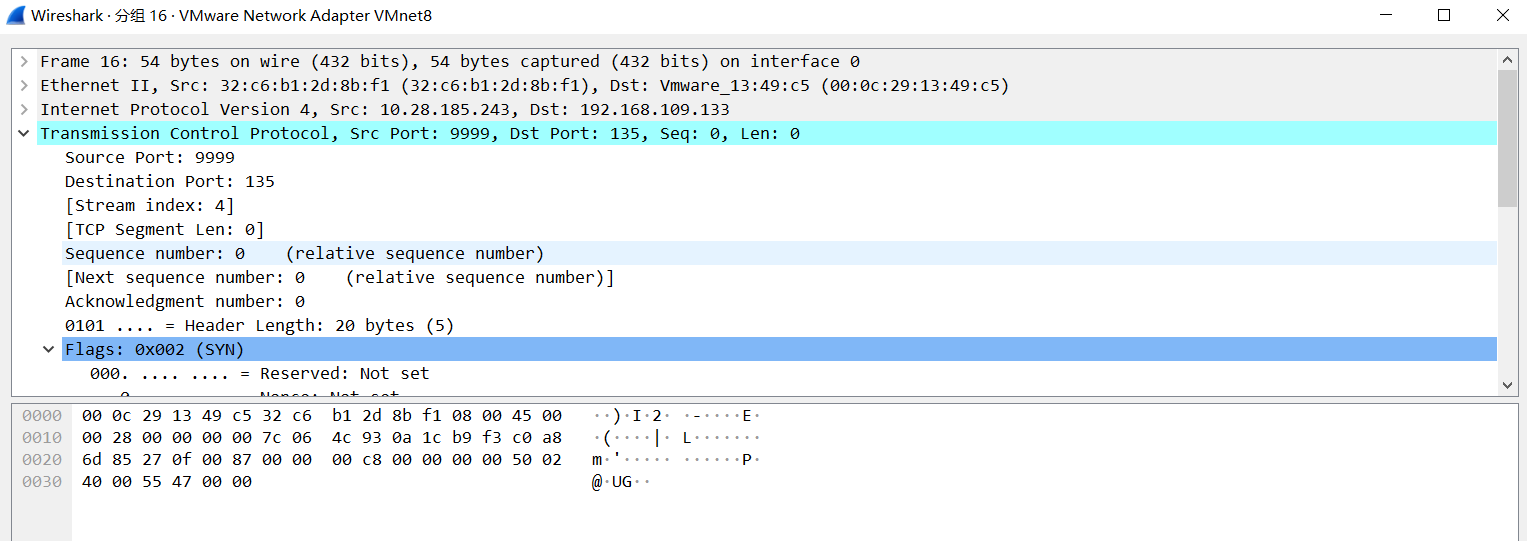 Wireshark · 分组 16 · VMware Network Adapter VMnet8
Frame 16: 54 bytes on wire (432 bits), 54 bytes captured (432 bits) on interface 0
Ethernet II, Src: 32:c6:b1:2d:8b:f1 (32:c6:b1:2d:8b:f1), Dst: Vmware_13:49:c5 (00:0c:29:13:49:c5)
Internet Protocol Version 4, Src: 10.28.185.243, Dst: 192.168.109.133
Transmission Control Protocol, Src Port: 9999, Dst Port: 135, Seq: 0, Len: 0
Source Port: 9999
Destination Port: 135
[Stream index: 4]
[TCP Segment Len: 0]
Sequence number: 0    (relative sequence number)
[Next sequence number: 0    (relative sequence number)]
Acknowledgment number: 0
0101 .... = Header Length: 20 bytes (5)
Flags: 0x002 (SYN)
000. .... .... = Reserved: Not set
0000  00 0c 29 13 49 c5 32 c6  b1 2d 8b f1 08 00 45 00  ··)·I·2· ·-····E·
0010  00 28 00 00 00 00 7c 06  4c 93 0a 1c b9 f3 c0 a8  ·(····|· L·······
0020  6d 85 27 0f 00 87 00 00  00 c8 00 00 00 00 50 02  m·'····· ······P·
0030  40 00 55 47 00 00  @·UG··